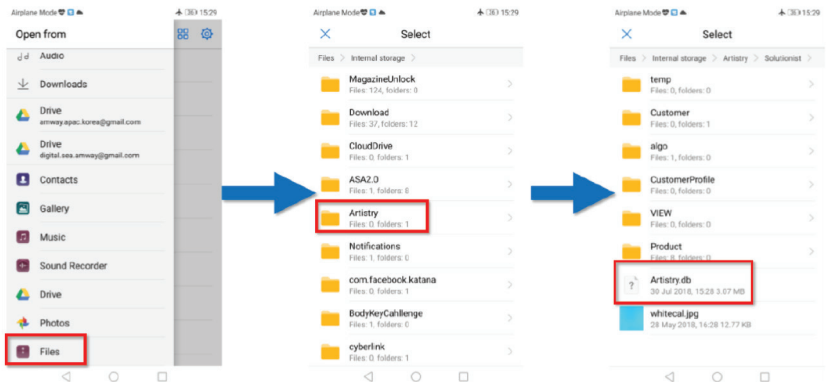 Airplane Mode 15:29
Open from
Audio
Downloads
Drive
amway.apac.korea@gmail.com
Drive
digital.sea.amway@gmail.com
Contacts
Gallery
Music
Sound Recorder
Drive
Photos
Files
Airplane Mode 15:29
Select
Files > Internal storage >
MagazineUnlock
Files: 124, folders: 0
Download
Files: 37, folders: 12
CloudDrive
Files: 0, folders: 1
ASA2.0
Files: 1, folders: 6
Artistry
Files: 0, folders: 1
Notifications
Files: 1, folders: 0
com.facebook.katana
Files: 0, folders: 1
BodyKeyCahllenge
Files: 1, folders: 0
cyberlink
Files: 0, folders: 1
Airplane Mode 15:29
Select
Files > Internal storage > Artistry > Solutionist >
temp
Files: 0, folders: 0
Customer
Files: 0, folders: 1
aigo
Files: 1, folders: 0
CustomerProfile
Files: 0, folders: 0
VIEW
Files: 0, folders: 0
Product
Files: 8, folders: 0
?
Artistry.db
30 Jul 2018, 15:28 3.07 MB
whitecal.jpg
28 May 2018, 16:28 12.77 KB